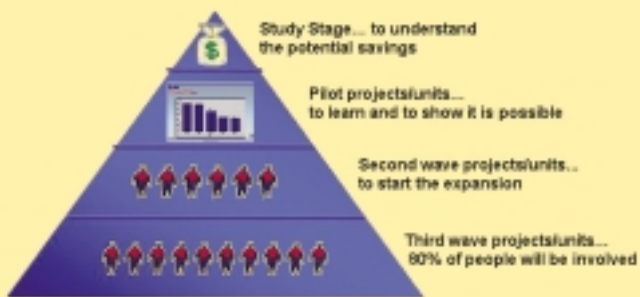 $
Study Stage... to understand
the potential savings
Pilot projects/units...
to learn and to show it is possible
Second wave projects/units...
to start the expansion
Third wave projects/units...
80% of people will be involved